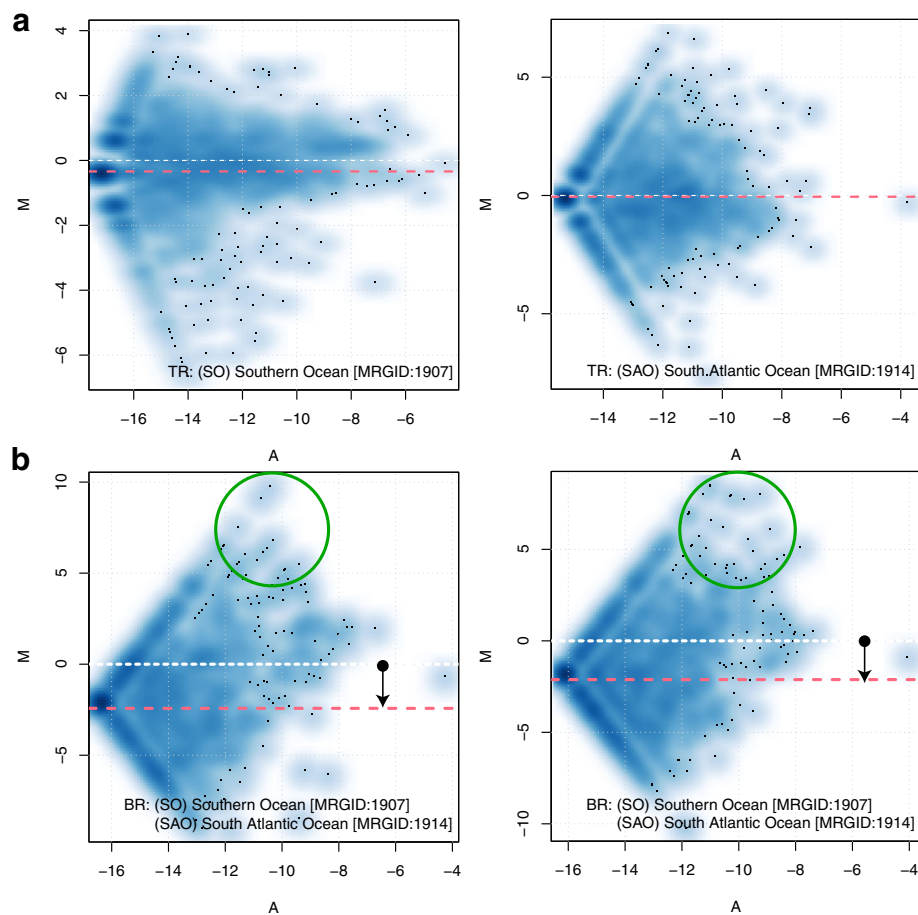 a
4
2
0
−2
−4
−6
M
TR: (SO) Southern Ocean [MRGID:1907]
−16 −14 −12 −10 −8 −6
A
5
0
−5
M
TR: (SAO) South Atlantic Ocean [MRGID:1914]
−14 −12 −10 −8 −6 −4
A
b
10
5
0
−5
M
BR: (SO) Southern Ocean [MRGID:1907]
(SAO) South Atlantic Ocean [MRGID:1914]
−16 −14 −12 −10 −8 −6 −4
A
5
0
−5
−10
M
BR: (SO) Southern Ocean [MRGID:1907]
(SAO) South Atlantic Ocean [MRGID:1914]
−16 −14 −12 −10 −8 −6 −4
A